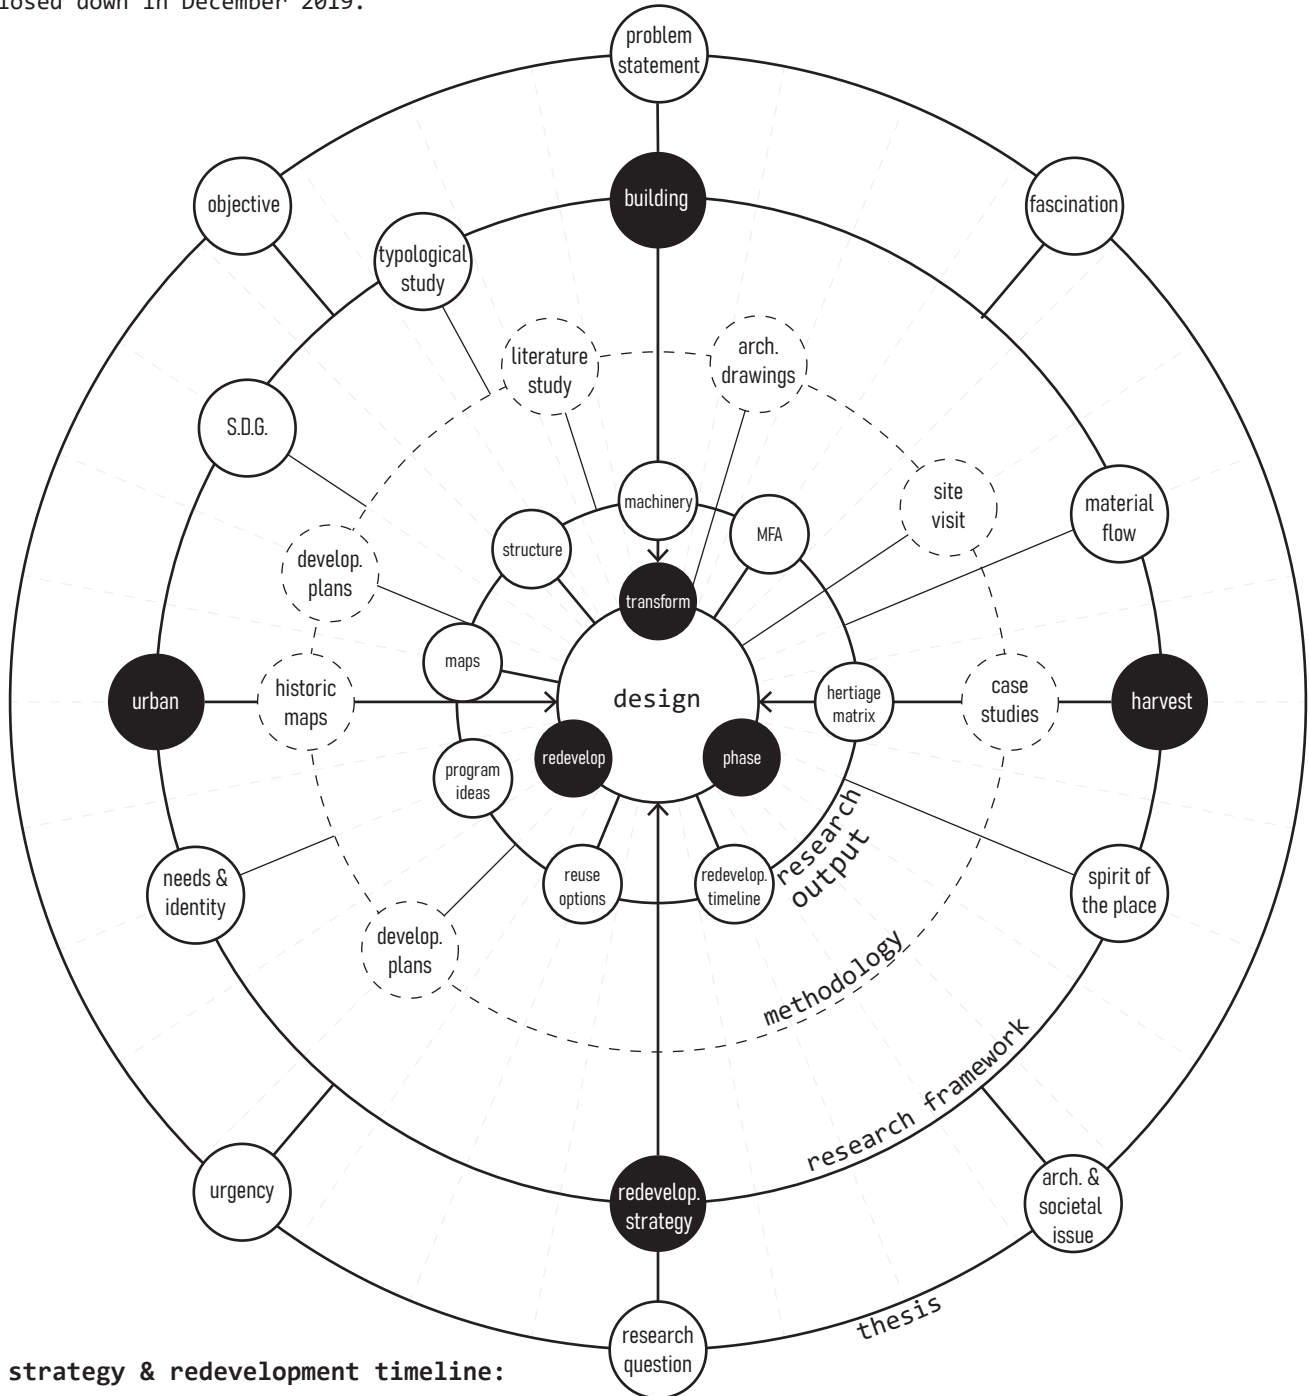 losed down in December 2019.
problem
statement
building
objective
fascination
typological
study
literature
study
arch.
drawings
S.D.G.
site
visit
material
flow
machinery
MFA
structure
develop.
plans
transform
maps
urban
historic
maps
design
hertiage
matrix
case
studies
harvest
redevelop
phase
program
ideas
research
output
needs &
identity
reuse
options
redevelop.
timeline
spirit of
the place
develop.
plans
methodology
research framework
urgency
redevelop.
strategy
arch. &
societal
issue
thesis
research
question
strategy & redevelopment timeline: